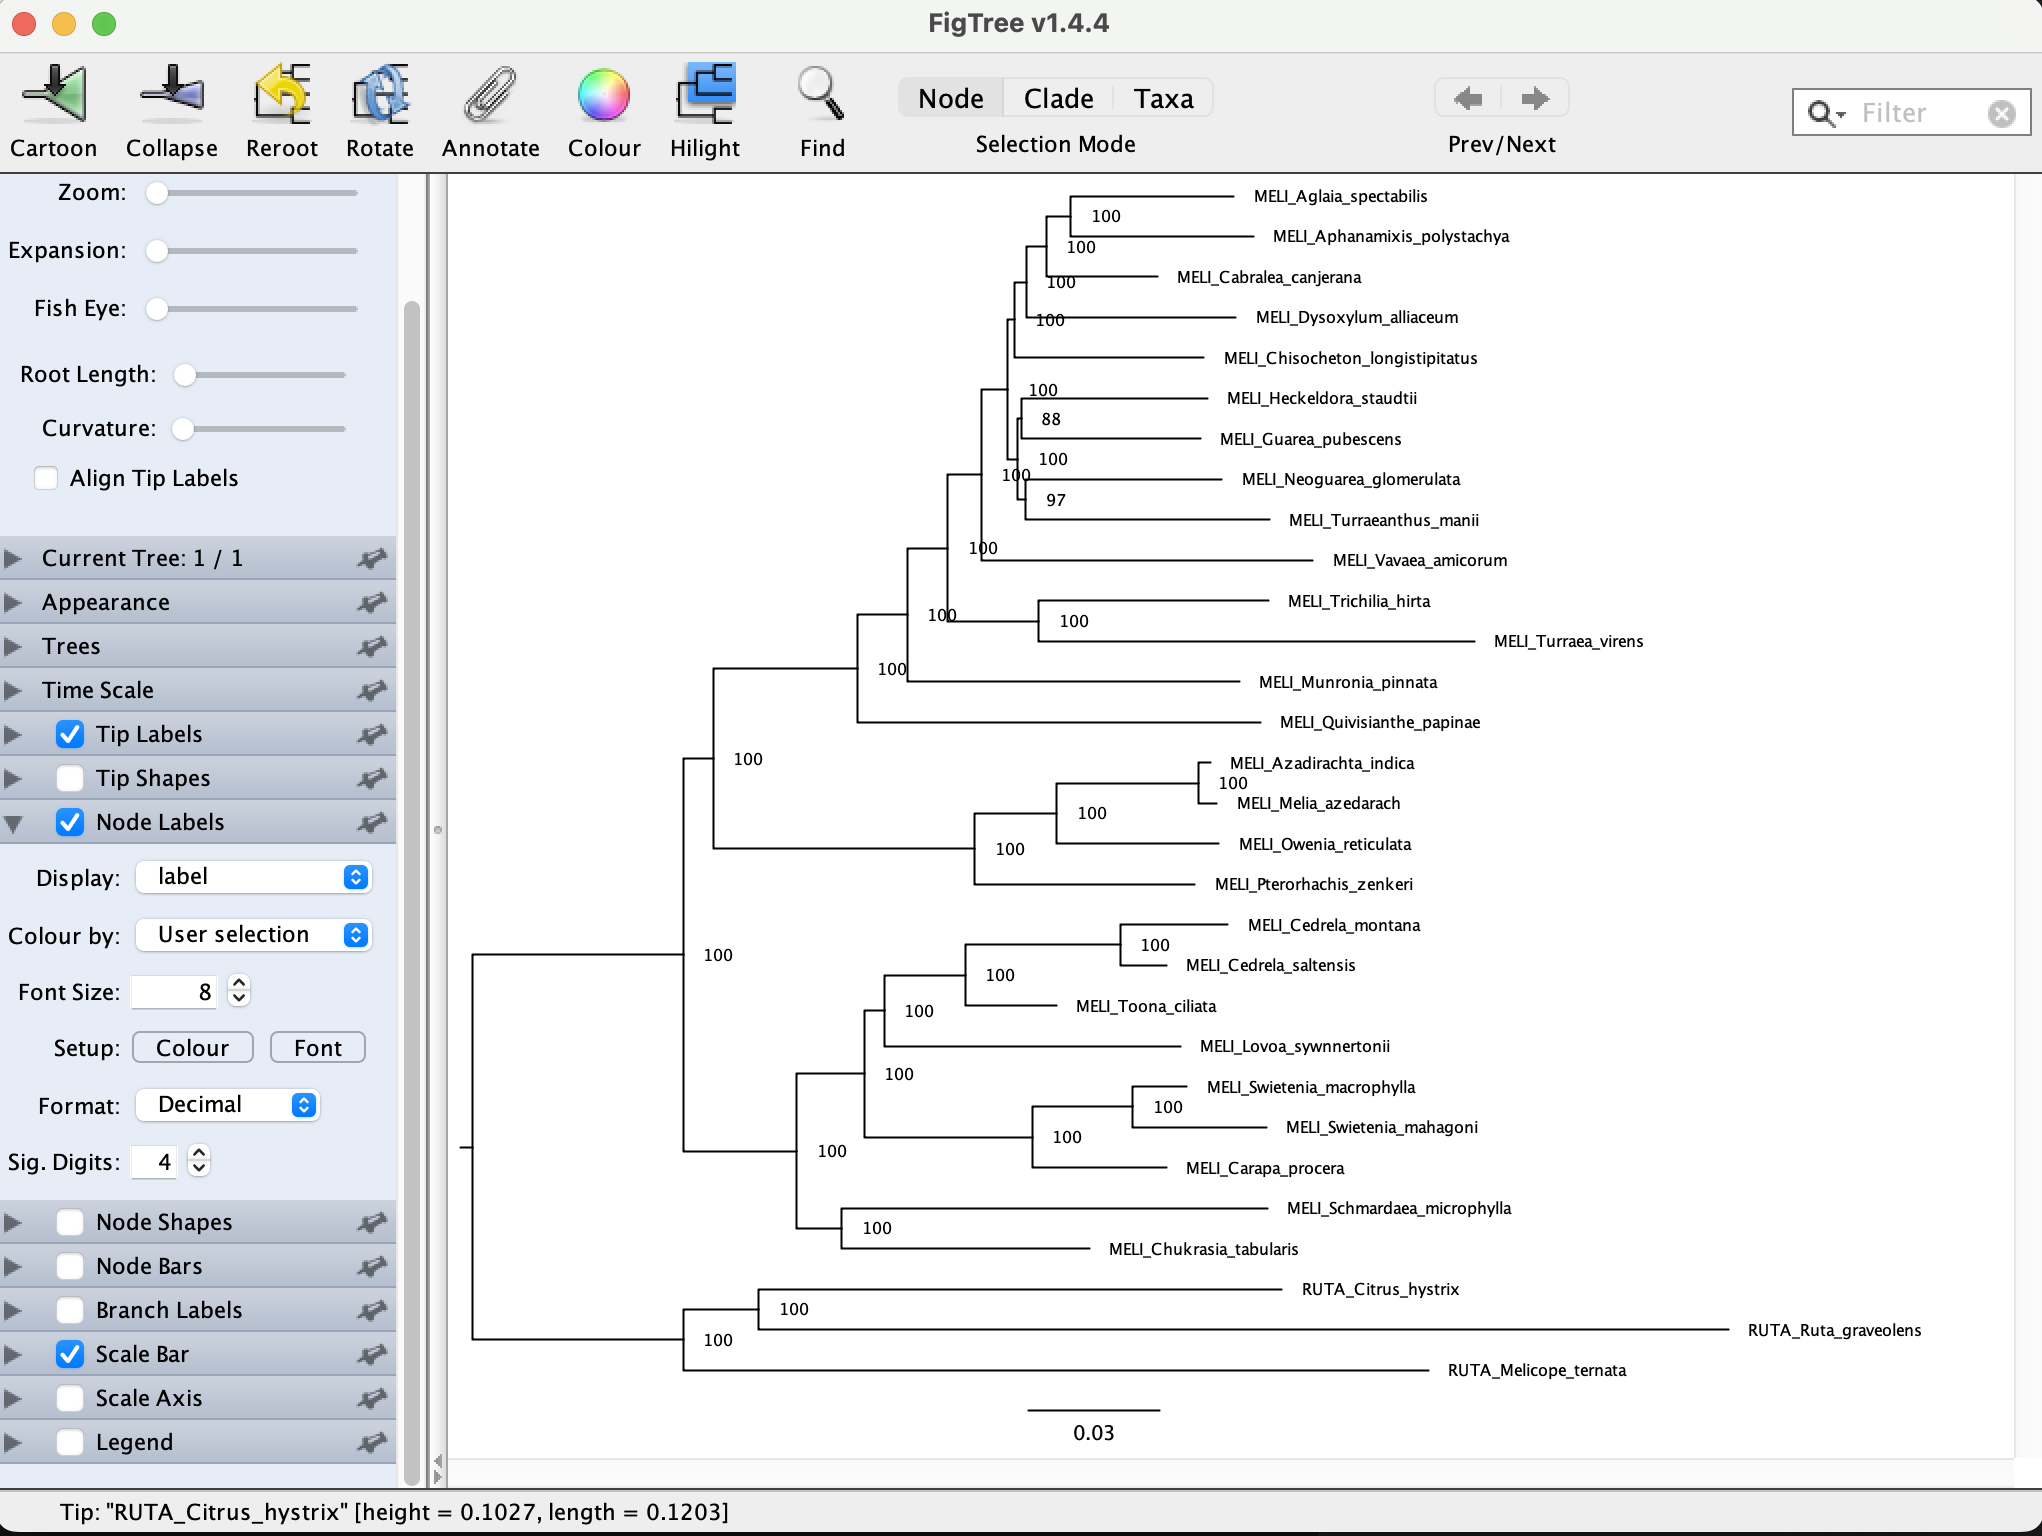 FigTree v1.4.4
Cartoon Collapse Reroot Rotate Annotate Colour Hilight Find
Node Clade Taxa
Selection Mode
Prev/Next
Filter
Zoom:
Expansion:
Fish Eye:
Root Length:
Curvature:
Align Tip Labels
Current Tree: 1 / 1
Appearance
Trees
Time Scale
Tip Labels
Tip Shapes
Node Labels
Display: label
Colour by: User selection
Font Size: 8
Setup: Colour Font
Format: Decimal
Sig. Digits: 4
Node Shapes
Node Bars
Branch Labels
Scale Bar
Scale Axis
Legend
MELI_Aglaia_spectabilis
100
MELI_Aphanamixis_polystachya
100
MELI_Cabralea_canjerana
100
MELI_Dysoxylum_alliaceum
100
MELI_Chisocheton_longistipitatus
100
MELI_Heckeldora_staudtii
88
MELI_Guarea_pubescens
100
100
MELI_Neoguarea_glomerulata
97
MELI_Turraeanthus_manii
100
MELI_Vavaea_amicorum
MELI_Trichilia_hirta
100
100
MELI_Turraea_virens
100
MELI_Munronia_pinnata
MELI_Quivisianthe_papinae
100
MELI_Azadirachta_indica
100
MELI_Melia_azedarach
100
MELI_Owenia_reticulata
100
MELI_Pterorhachis_zenkeri
MELI_Cedrela_montana
100
100
MELI_Cedrela_saltensis
100
MELI_Toona_ciliata
100
MELI_Lovoa_sywnnertonii
100
MELI_Swietenia_macrophylla
100
MELI_Swietenia_mahagoni
100
100
MELI_Carapa_procera
MELI_Schmardaea_microphylla
100
MELI_Chukrasia_tabularis
RUTA_Citrus_hystrix
100
RUTA_Ruta_graveolens
100
RUTA_Melicope_ternata
0.03
Tip: "RUTA_Citrus_hystrix" [height = 0.1027, length = 0.1203]